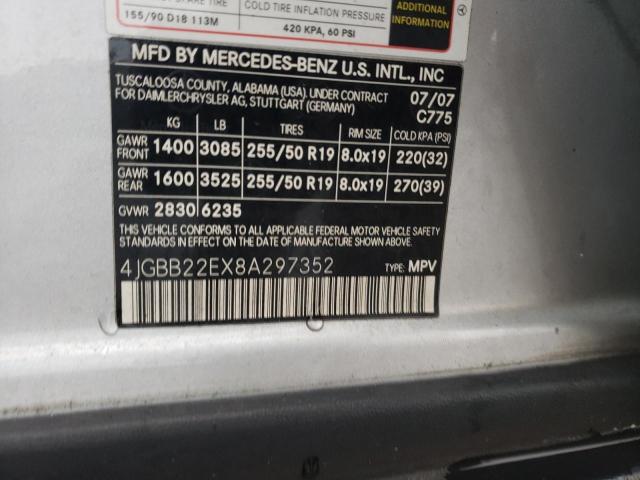 SPARE TIRE
155/90 D18 113M
COLD TIRE INFLATION PRESSURE
420 KPA, 60 PSI
ADDITIONAL
INFORMATION
MFD BY MERCEDES-BENZ U.S. INTL., INC
TUSCALOOSA COUNTY, ALABAMA (USA). UNDER CONTRACT
FOR DAIMLERCHRYSLER AG, STUTTGART (GERMANY)
07/07
C775
KG LB TIRES RIM SIZE COLD KPA (PSI)
GAWR FRONT 1400 3085 255/50 R19 8.0x19 220(32)
GAWR REAR 1600 3525 255/50 R19 8.0x19 270(39)
GVWR 2830 6235
THIS VEHICLE CONFORMS TO ALL APPLICABLE FEDERAL MOTOR VEHICLE SAFETY
STANDARDS IN EFFECT ON THE DATE OF MANUFACTURE SHOWN ABOVE.
4JGBB22EX8A297352 TYPE: MPV